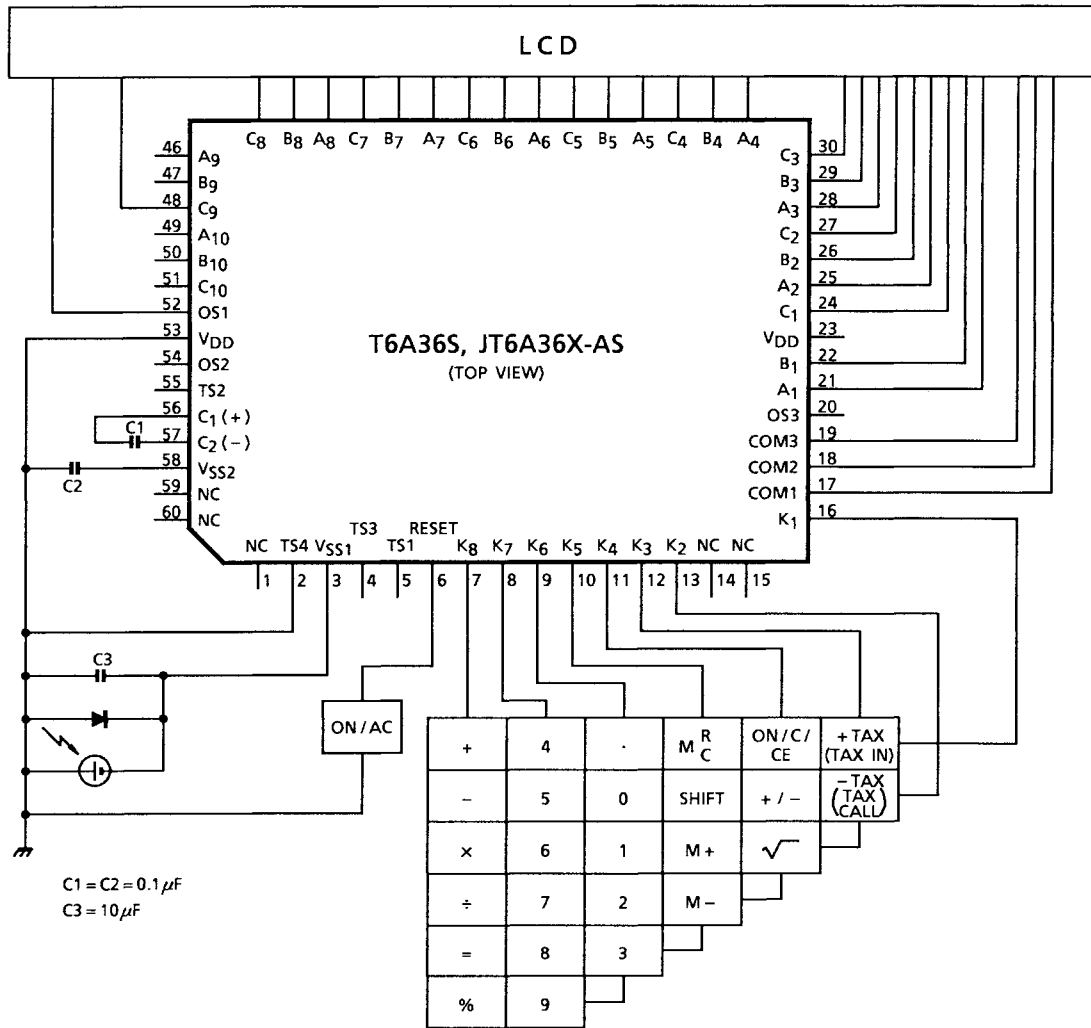 LCD
C8 B8 A8 C7 B7 A7 C6 B6 A6 C5 B5 A5 C4 B4 A4
46 A9
47 B9
48 C9
49 A10
50 B10
51 C10
52 OS1
53 VDD
54 OS2
55 TS2
56 C1 (+)
C1
57 C2 (−)
58 VSS2
C2
59 NC
60 NC
T6A36S, JT6A36X-AS
(TOP VIEW)
C3 30
B3 29
A3 28
C2 27
B2 26
A2 25
C1 24
VDD 23
B1 22
A1 21
OS3 20
COM3 19
COM2 18
COM1 17
K1 16
NC TS4 VSS1 TS3 TS1 RESET K8 K7 K6 K5 K4 K3 K2 NC NC
1 2 3 4 5 6 7 8 9 10 11 12 13 14 15
C3
ON / AC
+ 4 · M R C ON / C / CE + TAX (TAX IN)
− 5 0 SHIFT + / − − TAX (TAX CALL)
× 6 1 M + √
÷ 7 2 M −
= 8 3
% 9
C1 = C2 = 0.1 μF
C3 = 10 μF